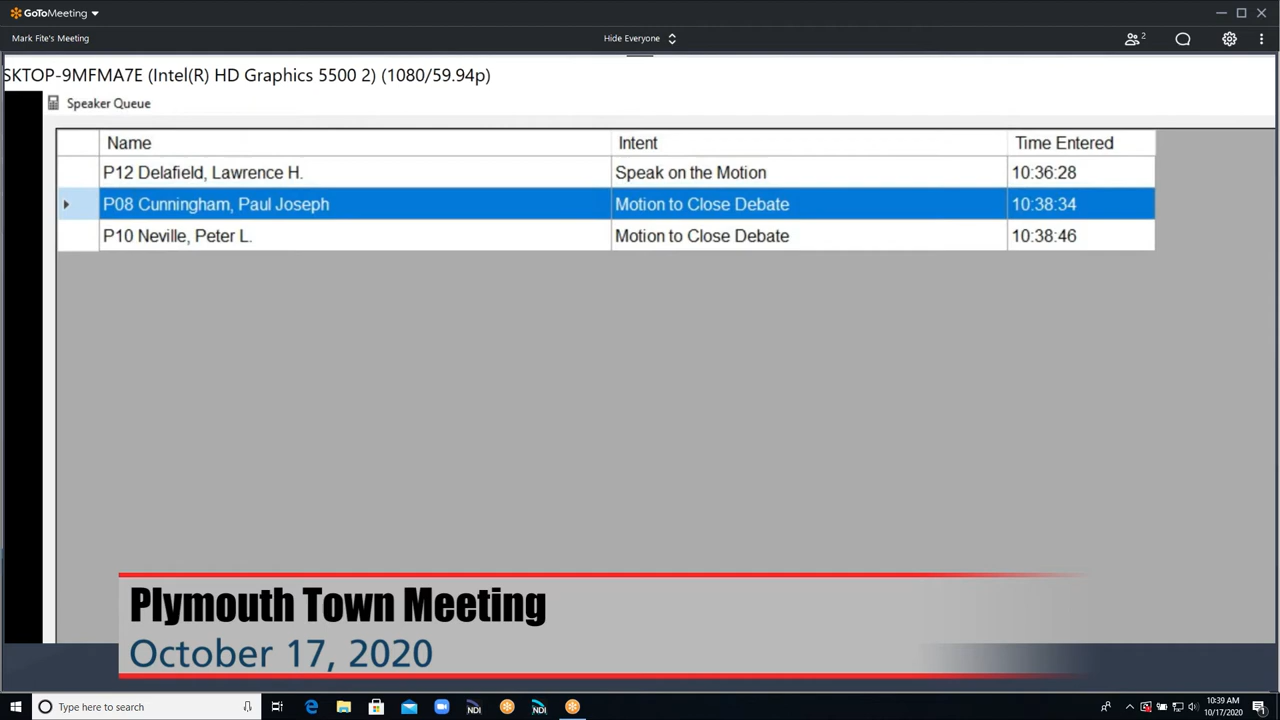 GoToMeeting
Mark Fite's Meeting
Hide Everyone
2
SKTOP-9MFMA7E (Intel(R) HD Graphics 5500 2) (1080/59.94p)
Speaker Queue
Name Intent Time Entered
P12 Delafield, Lawrence H. Speak on the Motion 10:36:28
P08 Cunningham, Paul Joseph Motion to Close Debate 10:38:34
P10 Neville, Peter L. Motion to Close Debate 10:38:46
Plymouth Town Meeting
October 17, 2020
Type here to search
NDI
NDI
10:39 AM
10/17/2020